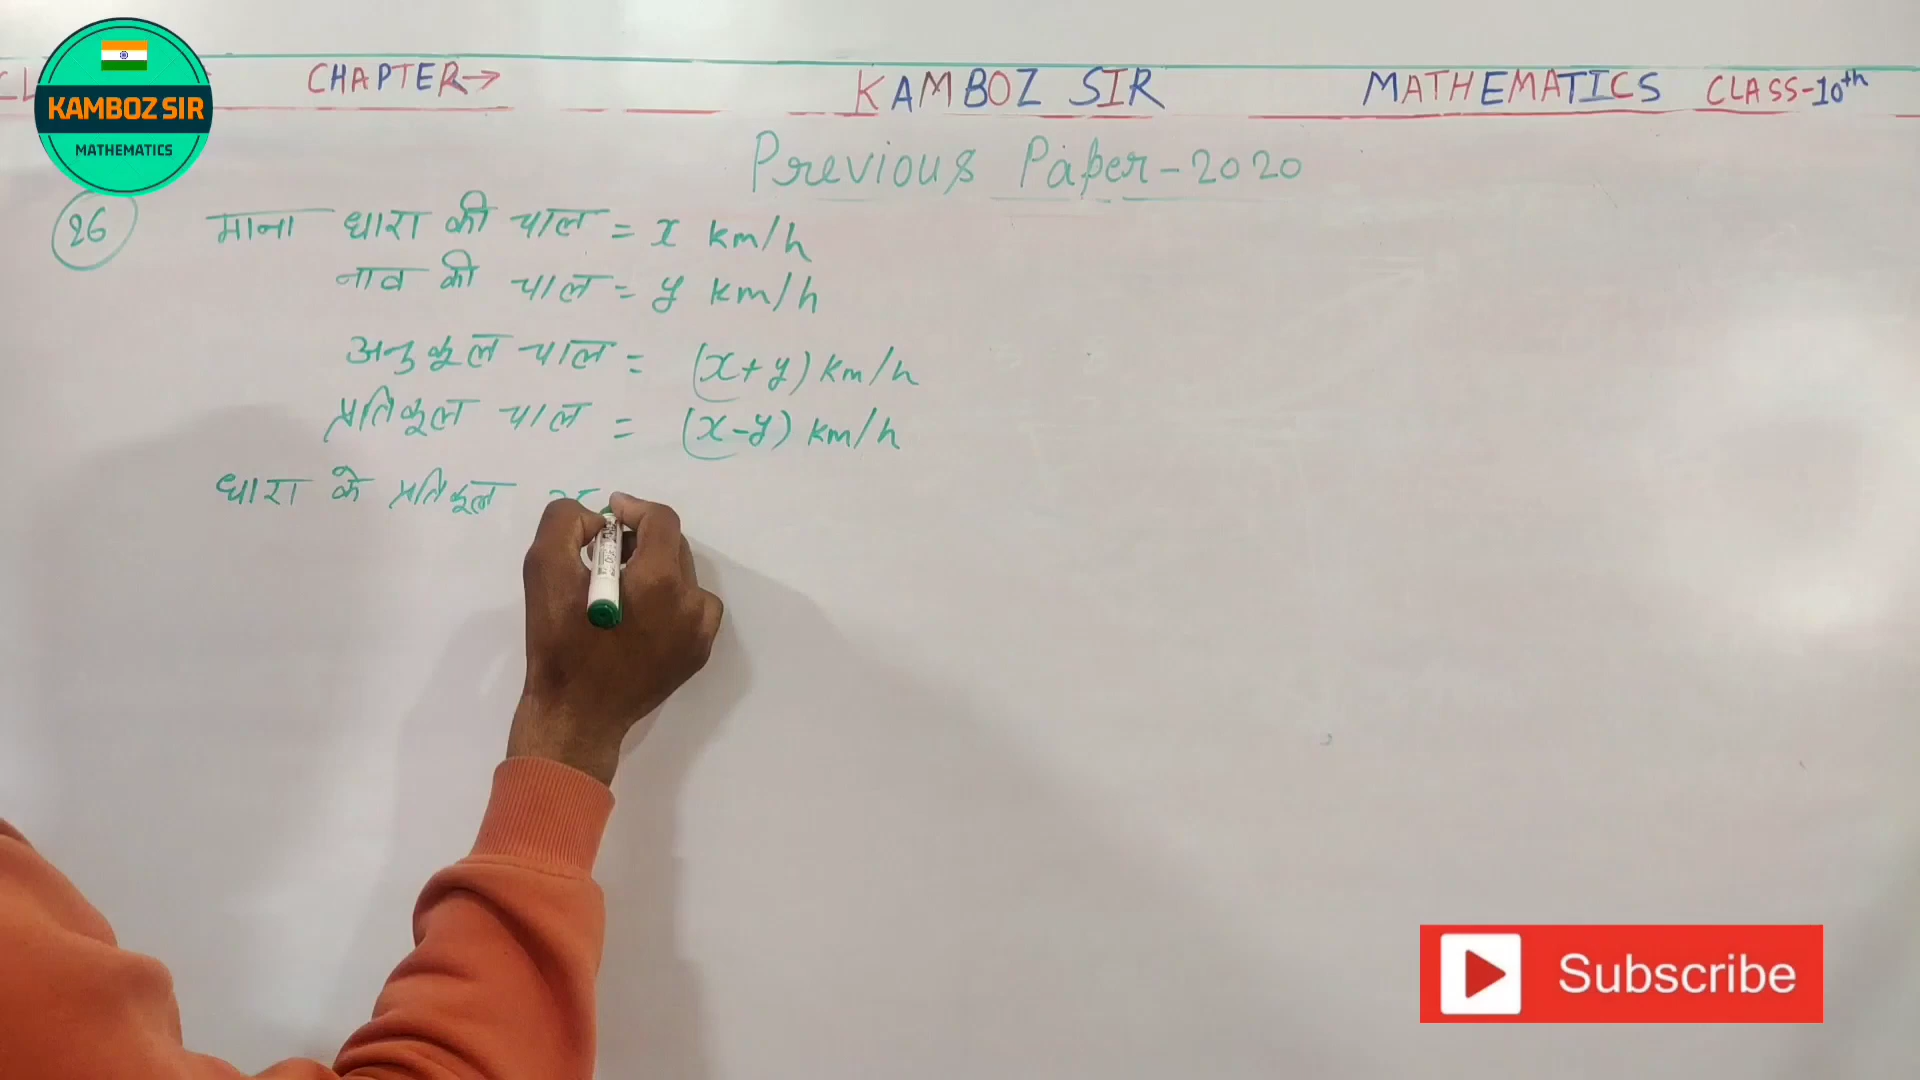 CHAPTER→ KAMBOZ SIR MATHEMATICS CLASS-10th
KAMBOZ SIR
MATHEMATICS
Previous Paper-2020
26 माना धारा की चाल = x km/h
नाव की चाल = y km/h
अनुकूल चाल = (x+y) km/h
प्रतिकूल चाल = (x-y) km/h
धारा के प्रतिकूल
Subscribe